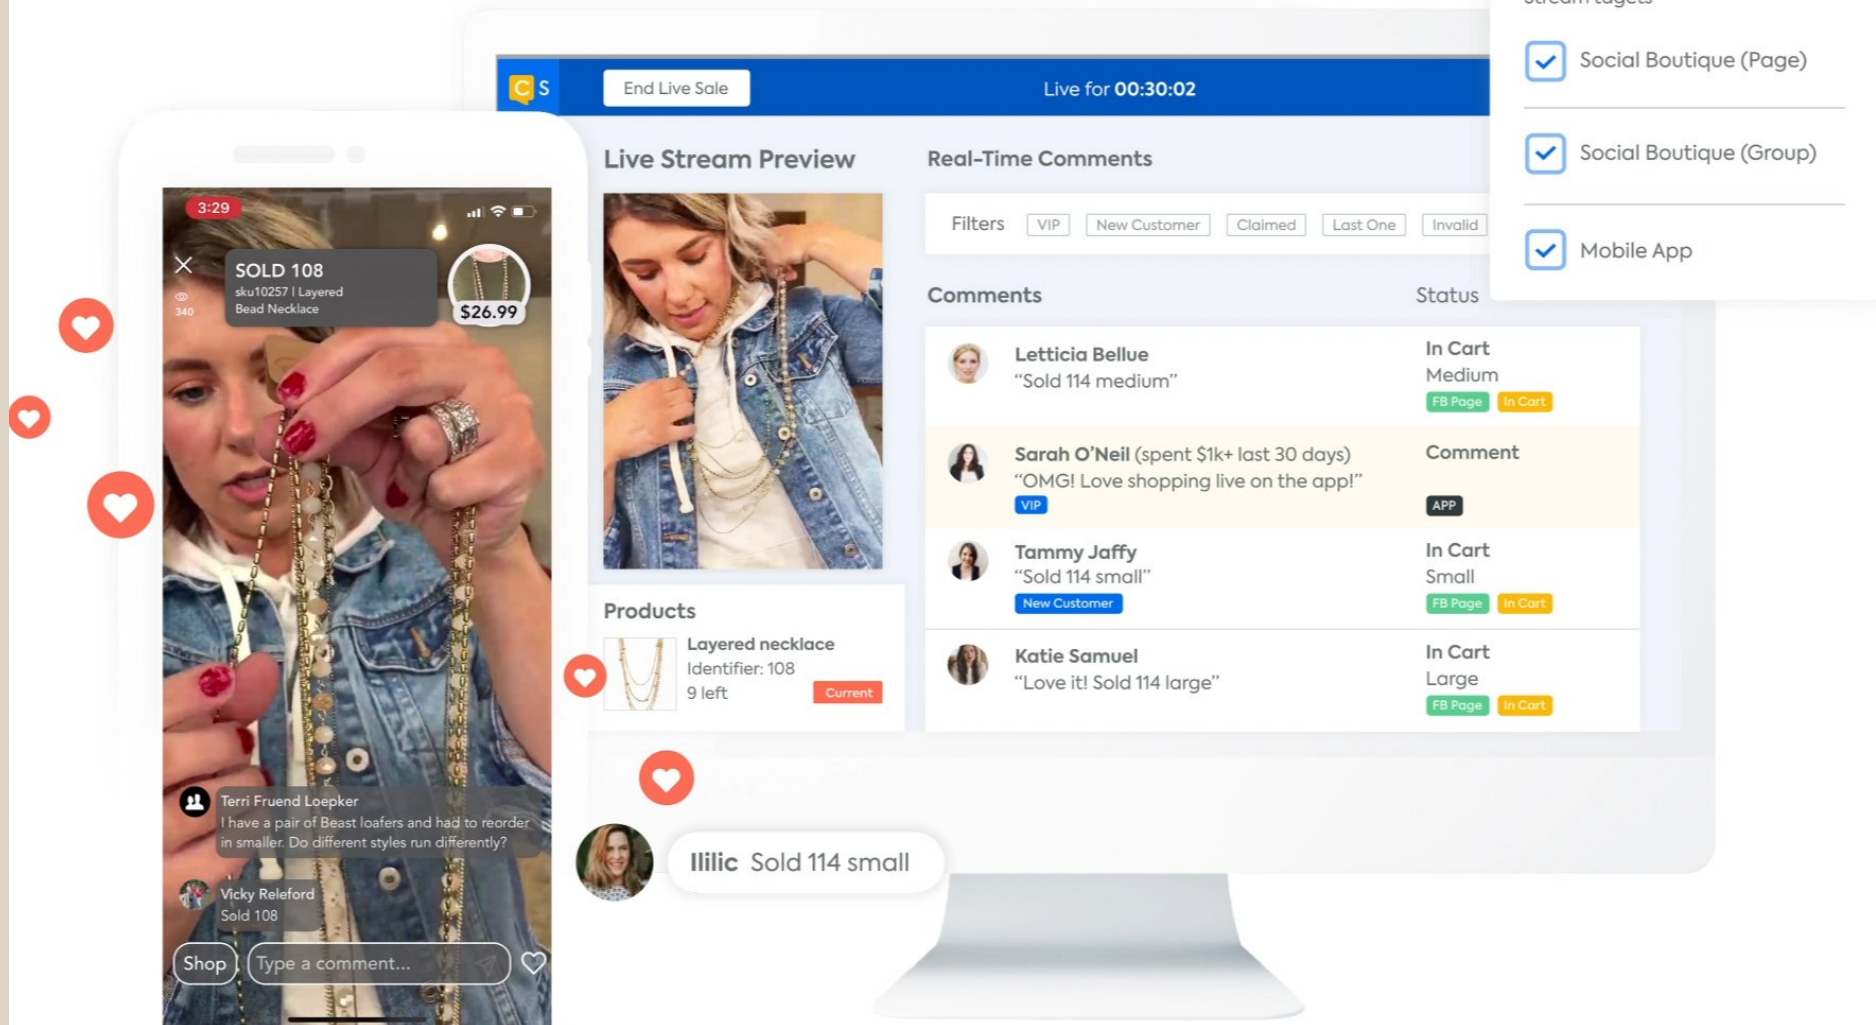 Stream targets
Social Boutique (Page)
Social Boutique (Group)
Mobile App
C S
End Live Sale
Live for 00:30:02
Live Stream Preview
Real-Time Comments
Filters VIP New Customer Claimed Last One Invalid
Comments Status
Letticia Bellue
“Sold 114 medium”
In Cart
Medium
FB Page In Cart
Sarah O’Neil (spent $1k+ last 30 days)
“OMG! Love shopping live on the app!”
VIP
Comment
APP
Tammy Jaffy
“Sold 114 small”
New Customer
In Cart
Small
FB Page In Cart
Katie Samuel
“Love it! Sold 114 large”
In Cart
Large
FB Page In Cart
Products
Layered necklace
Identifier: 108
9 left
Current
3:29
SOLD 108
sku10257 | Layered
Bead Necklace
$26.99
340
Terri Fruend Loepker
I have a pair of Beast loafers and had to reorder
in smaller. Do different styles run differently?
Vicky Releford
Sold 108
Shop
Type a comment...
Ililic Sold 114 small